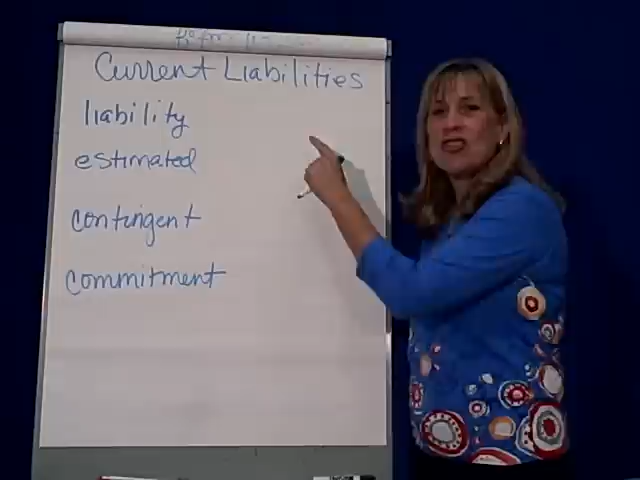 Current Liabilities
liability
estimated
contingent
commitment